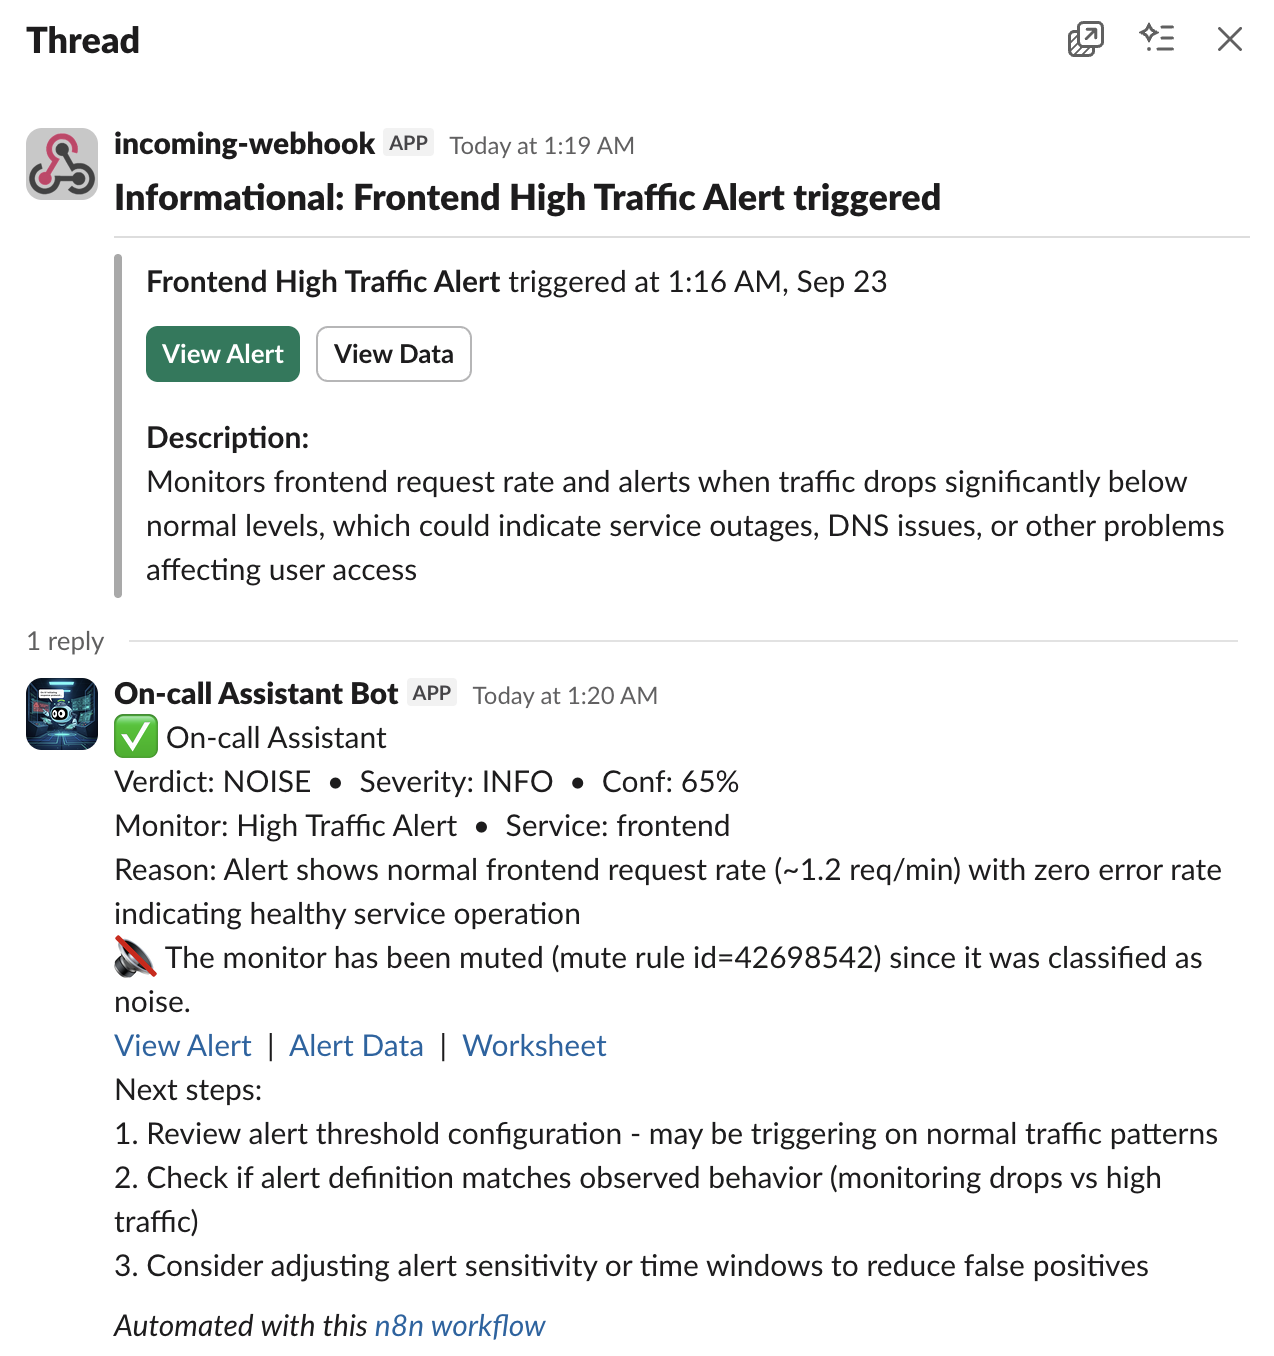 Thread
incoming-webhook APP Today at 1:19 AM
Informational: Frontend High Traffic Alert triggered
Frontend High Traffic Alert triggered at 1:16 AM, Sep 23
View Alert View Data
Description:
Monitors frontend request rate and alerts when traffic drops significantly below
normal levels, which could indicate service outages, DNS issues, or other problems
affecting user access
1 reply
On-call Assistant Bot APP Today at 1:20 AM
✅ On-call Assistant
Verdict: NOISE • Severity: INFO • Conf: 65%
Monitor: High Traffic Alert • Service: frontend
Reason: Alert shows normal frontend request rate (~1.2 req/min) with zero error rate
indicating healthy service operation
🔇 The monitor has been muted (mute rule id=42698542) since it was classified as
noise.
View Alert | Alert Data | Worksheet
Next steps:
1. Review alert threshold configuration - may be triggering on normal traffic patterns
2. Check if alert definition matches observed behavior (monitoring drops vs high
traffic)
3. Consider adjusting alert sensitivity or time windows to reduce false positives
Automated with this n8n workflow